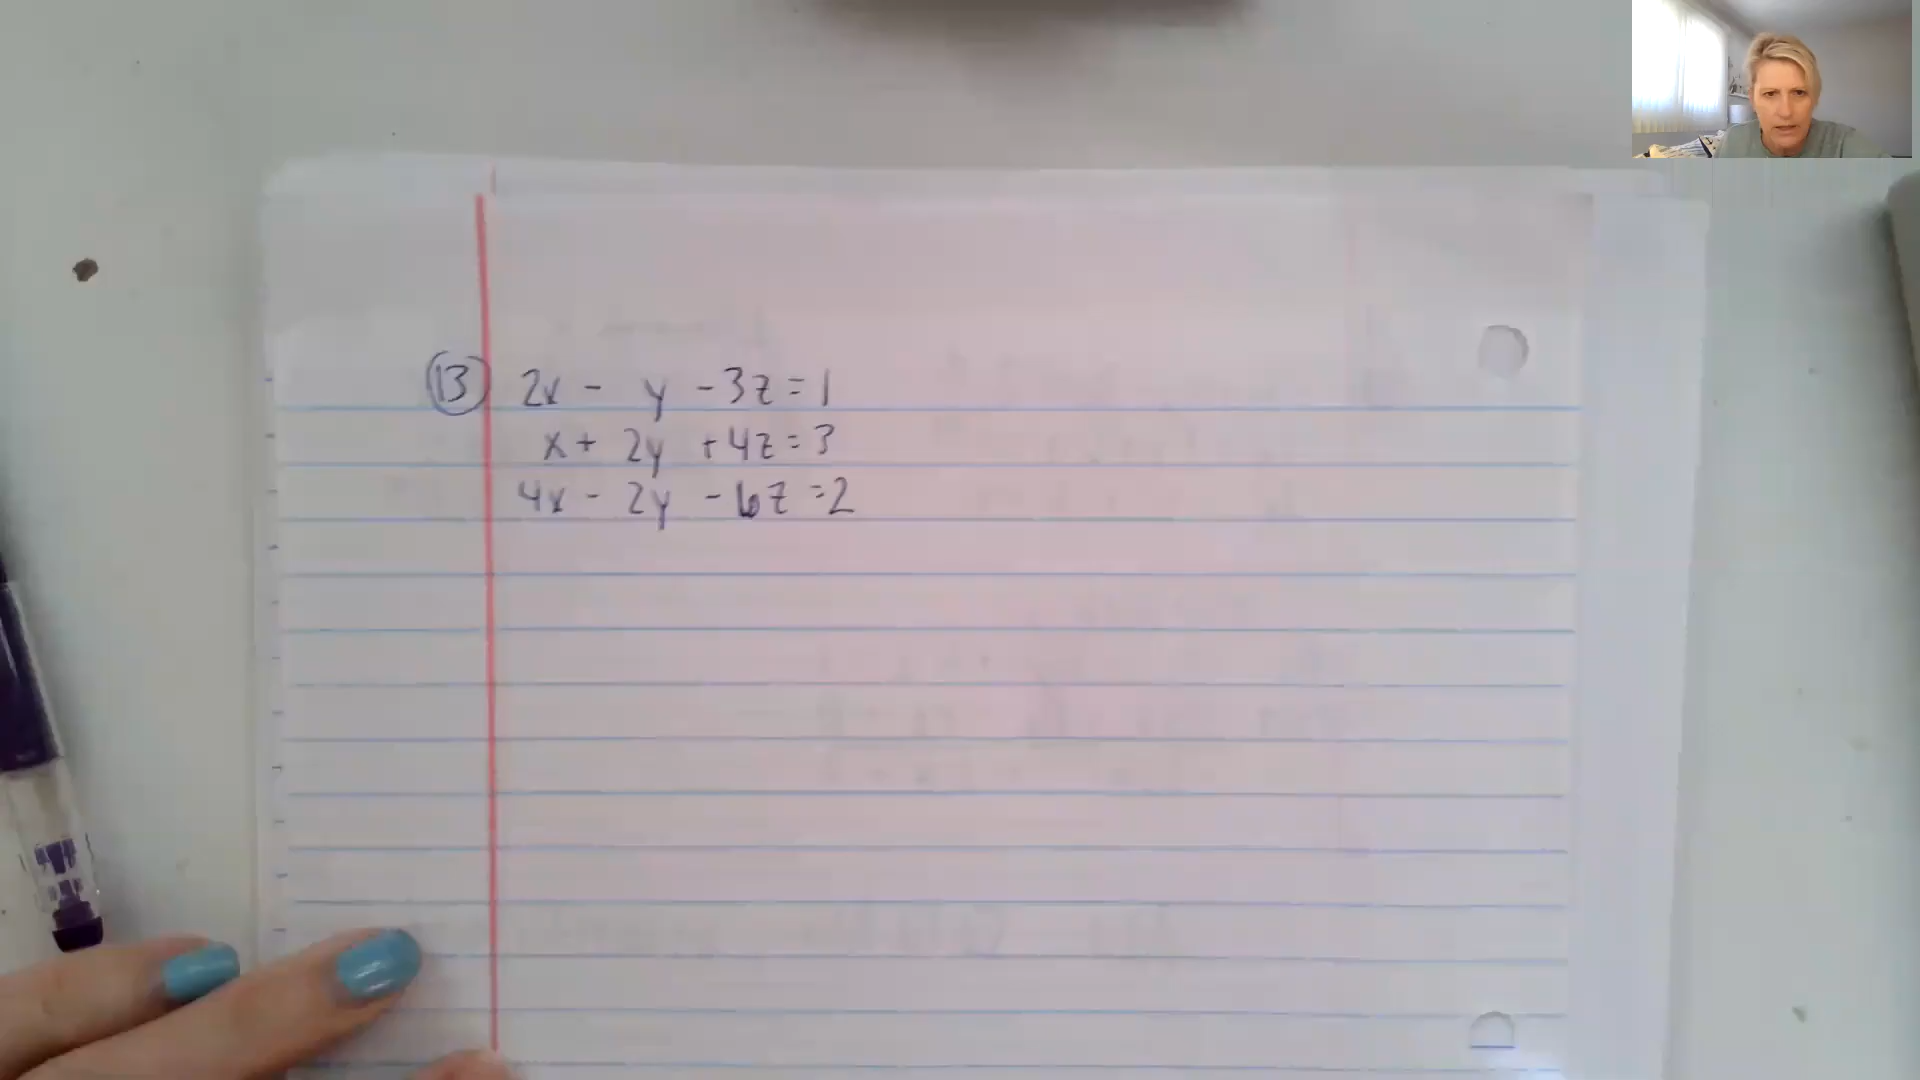 13 2x - y - 3z = 1
x + 2y + 4z = 3
4x - 2y - 6z = 2